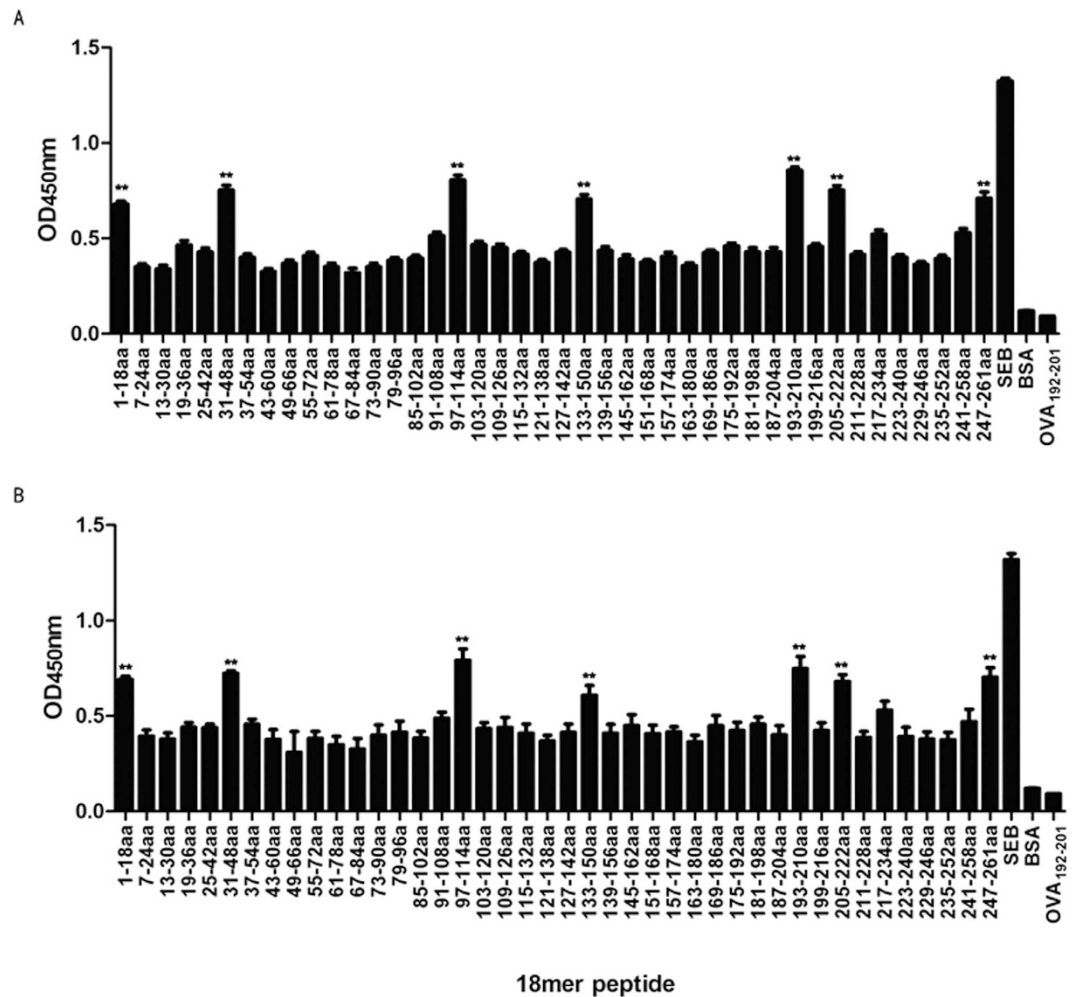 A
1.5
1.0
0.5
0.0
OD450nm
** ** ** ** ** ** **
1-18aa
7-24aa
13-30aa
19-36aa
25-42aa
31-48aa
37-54aa
43-60aa
49-66aa
55-72aa
61-78aa
67-84aa
73-90aa
79-96a
85-102aa
91-108aa
97-114aa
103-120aa
109-126aa
115-132aa
121-138aa
127-142aa
133-150aa
139-156aa
145-162aa
151-168aa
157-174aa
163-180aa
169-186aa
175-192aa
181-198aa
187-204aa
193-210aa
199-216aa
205-222aa
211-228aa
217-234aa
223-240aa
229-246aa
235-252aa
241-258aa
247-261aa
SEB
BSA
OVA192-201
B
1.5
1.0
0.5
0.0
OD450nm
** ** ** ** ** ** **
1-18aa
7-24aa
13-30aa
19-36aa
25-42aa
31-48aa
37-54aa
43-60aa
49-66aa
55-72aa
61-78aa
67-84aa
73-90aa
79-96a
85-102aa
91-108aa
97-114aa
103-120aa
109-126aa
115-132aa
121-138aa
127-142aa
133-150aa
139-156aa
145-162aa
151-168aa
157-174aa
163-180aa
169-186aa
175-192aa
181-198aa
187-204aa
193-210aa
199-216aa
205-222aa
211-228aa
217-234aa
223-240aa
229-246aa
235-252aa
241-258aa
247-261aa
SEB
BSA
OVA192-201
18mer peptide